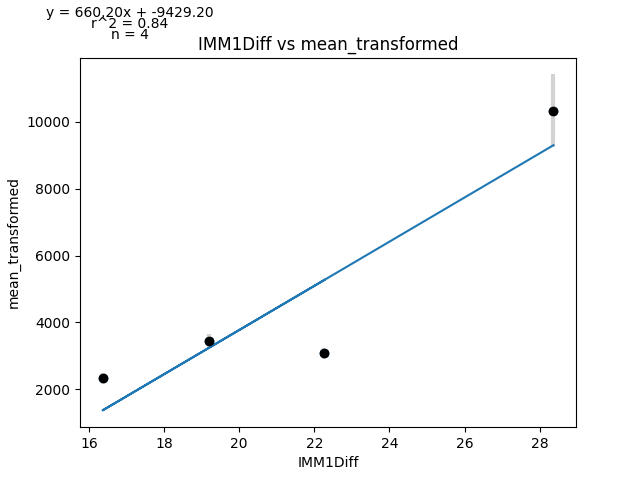 y = 660.20x + -9429.20
r^2 = 0.84
n = 4
IMM1Diff vs mean_transformed
mean_transformed
10000
8000
6000
4000
2000
16 18 20 22 24 26 28
IMM1Diff